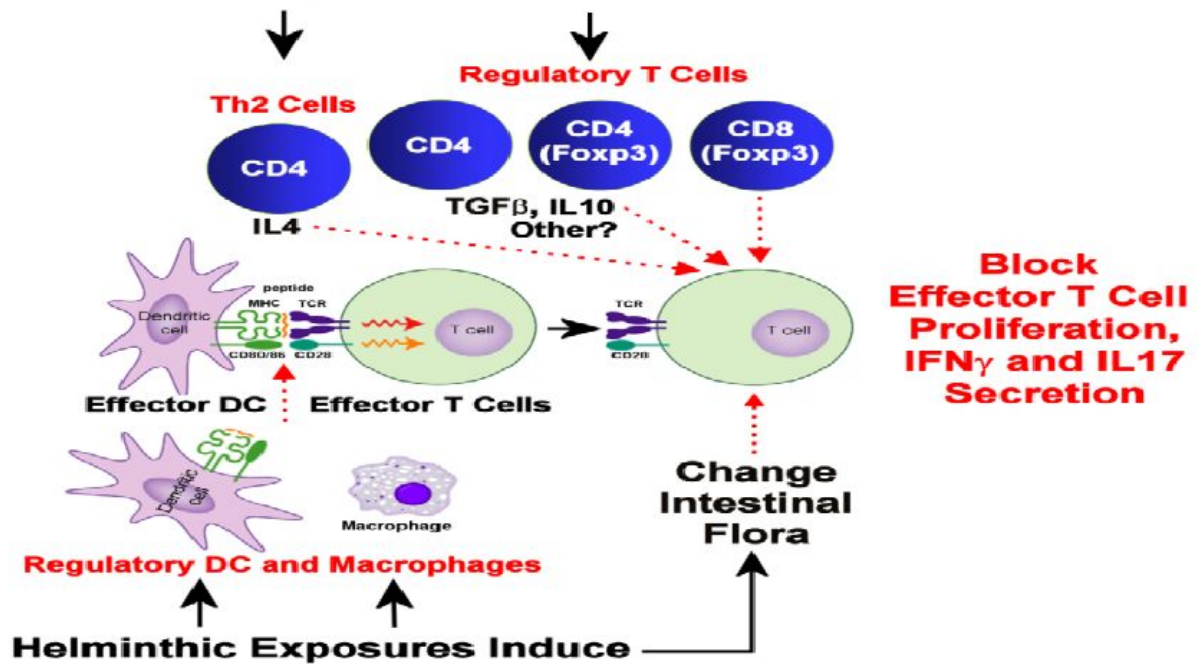 Regulatory T Cells
Th2 Cells
CD4
CD4
CD4
(Foxp3)
CD8
(Foxp3)
IL4
TGFβ, IL10
Other?
Block
Effector T Cell
Proliferation,
IFNγ and IL17
Secretion
Dendritic
cell
peptide
MHC TCR
CD80/86 CD28
T cell
TCR
CD28
T cell
Effector DC
Effector T Cells
Dendritic
cell
Macrophage
Change
Intestinal
Flora
Regulatory DC and Macrophages
Helminthic Exposures Induce